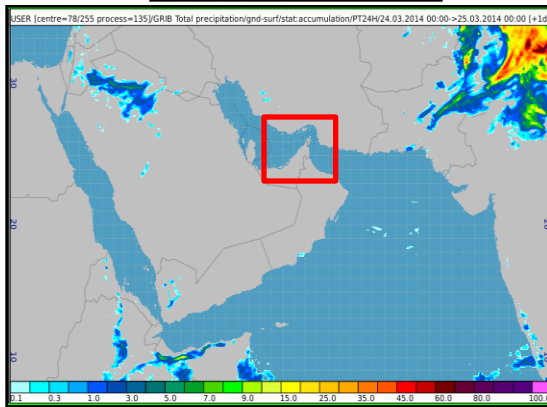 USER [centre=78/255 process=135]/GRIB Total precipitation/gnd-surf/stat:accumulation/PT24H/24.03.2014 00:00->25.03.2014 00:00 [+1d
30
20
10
0.1 0.3 1.0 3.0 5.0 7.0 9.0 15.0 25.0 35.0 45.0 60.0 80.0 100.